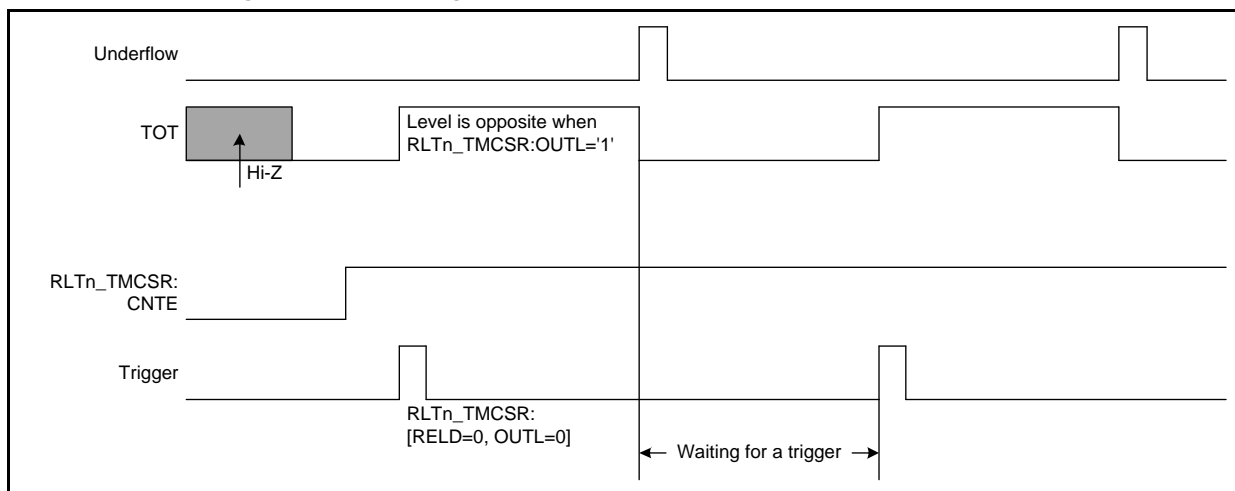 Underflow
TOT
Level is opposite when
RLTn_TMCSR:OUTL='1'
Hi-Z
RLTn_TMCSR:
CNTE
Trigger
RLTn_TMCSR:
[RELD=0, OUTL=0]
Waiting for a trigger